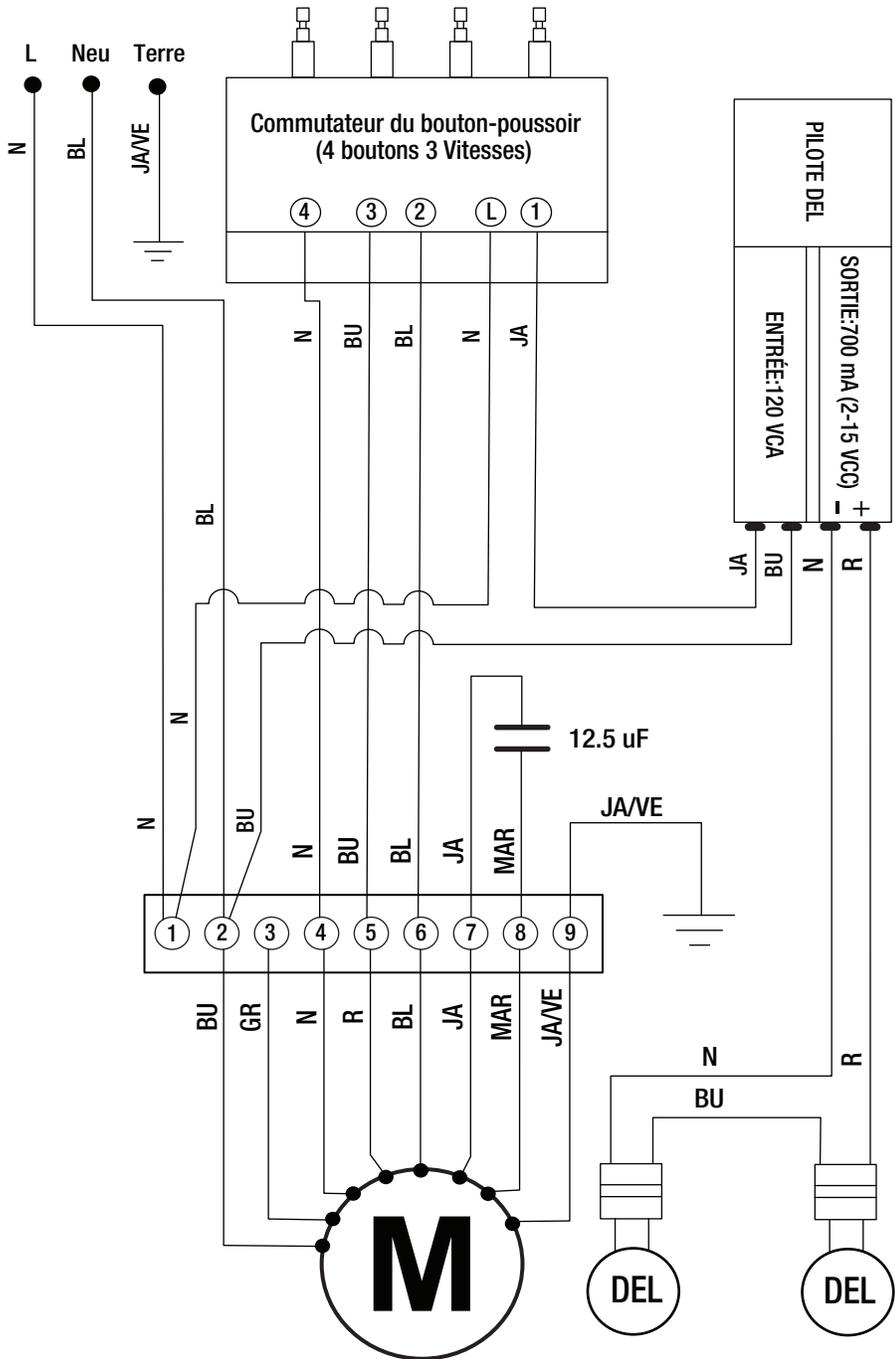 L Neu Terre
N
BL
JA/VE
Commutateur du bouton-poussoir
(4 boutons 3 Vitesses)
4 3 2 L 1
N
BU
BL
N
JA
PILOTE DEL
ENTRÉE:120 VCA
SORTIE:700 mA (2-15 VCC)
- +
JA
BU
N
R
BL
N
12.5 uF
N
BU
N
BU
BL
JA
MAR
JA/VE
1 2 3 4 5 6 7 8 9
BU
GR
N
R
BL
JA
MAR
JA/VE
N
R
BU
M
DEL
DEL